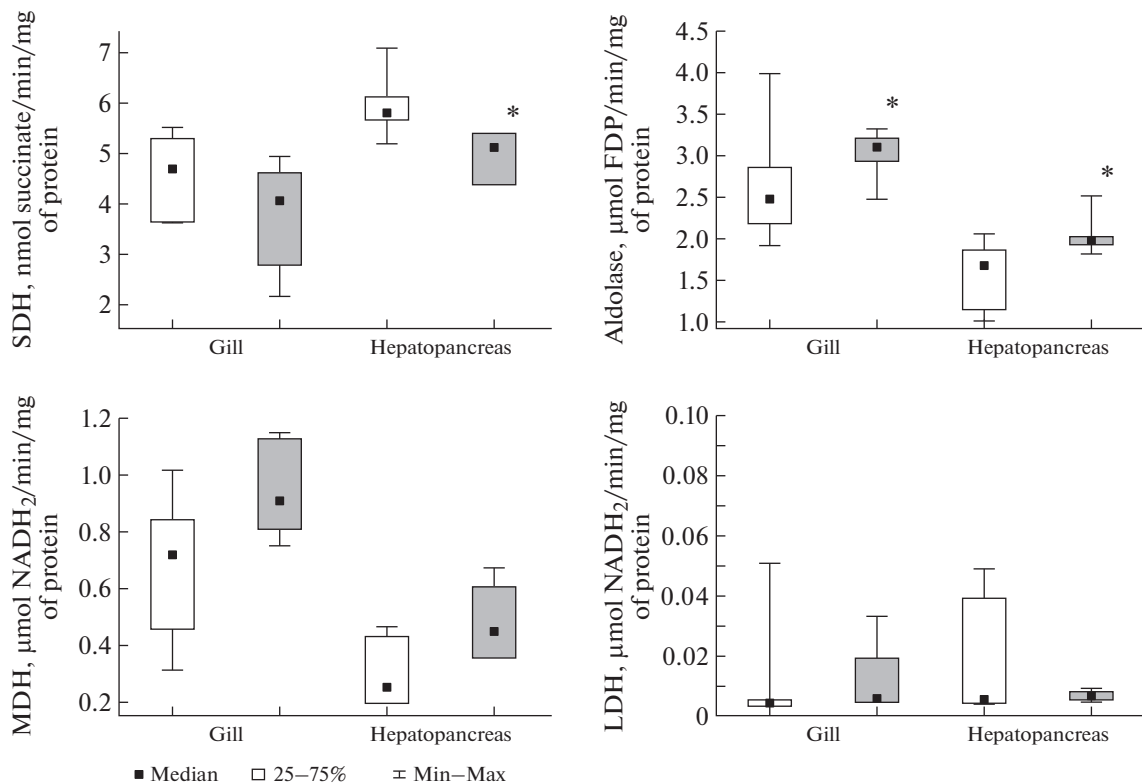 SDH, nmol succinate/min/mg
of protein
7
6
5
4
3
2
*
Gill
Hepatopancreas
Aldolase, μmol FDP/min/mg
of protein
4.5
4.0
3.5
3.0
2.5
2.0
1.5
1.0
*
*
Gill
Hepatopancreas
MDH, μmol NADH₂/min/mg
of protein
1.2
1.0
0.8
0.6
0.4
0.2
Gill
Hepatopancreas
LDH, μmol NADH₂/min/mg
of protein
0.10
0.08
0.06
0.04
0.02
0
Gill
Hepatopancreas
Median 25–75% Min–Max